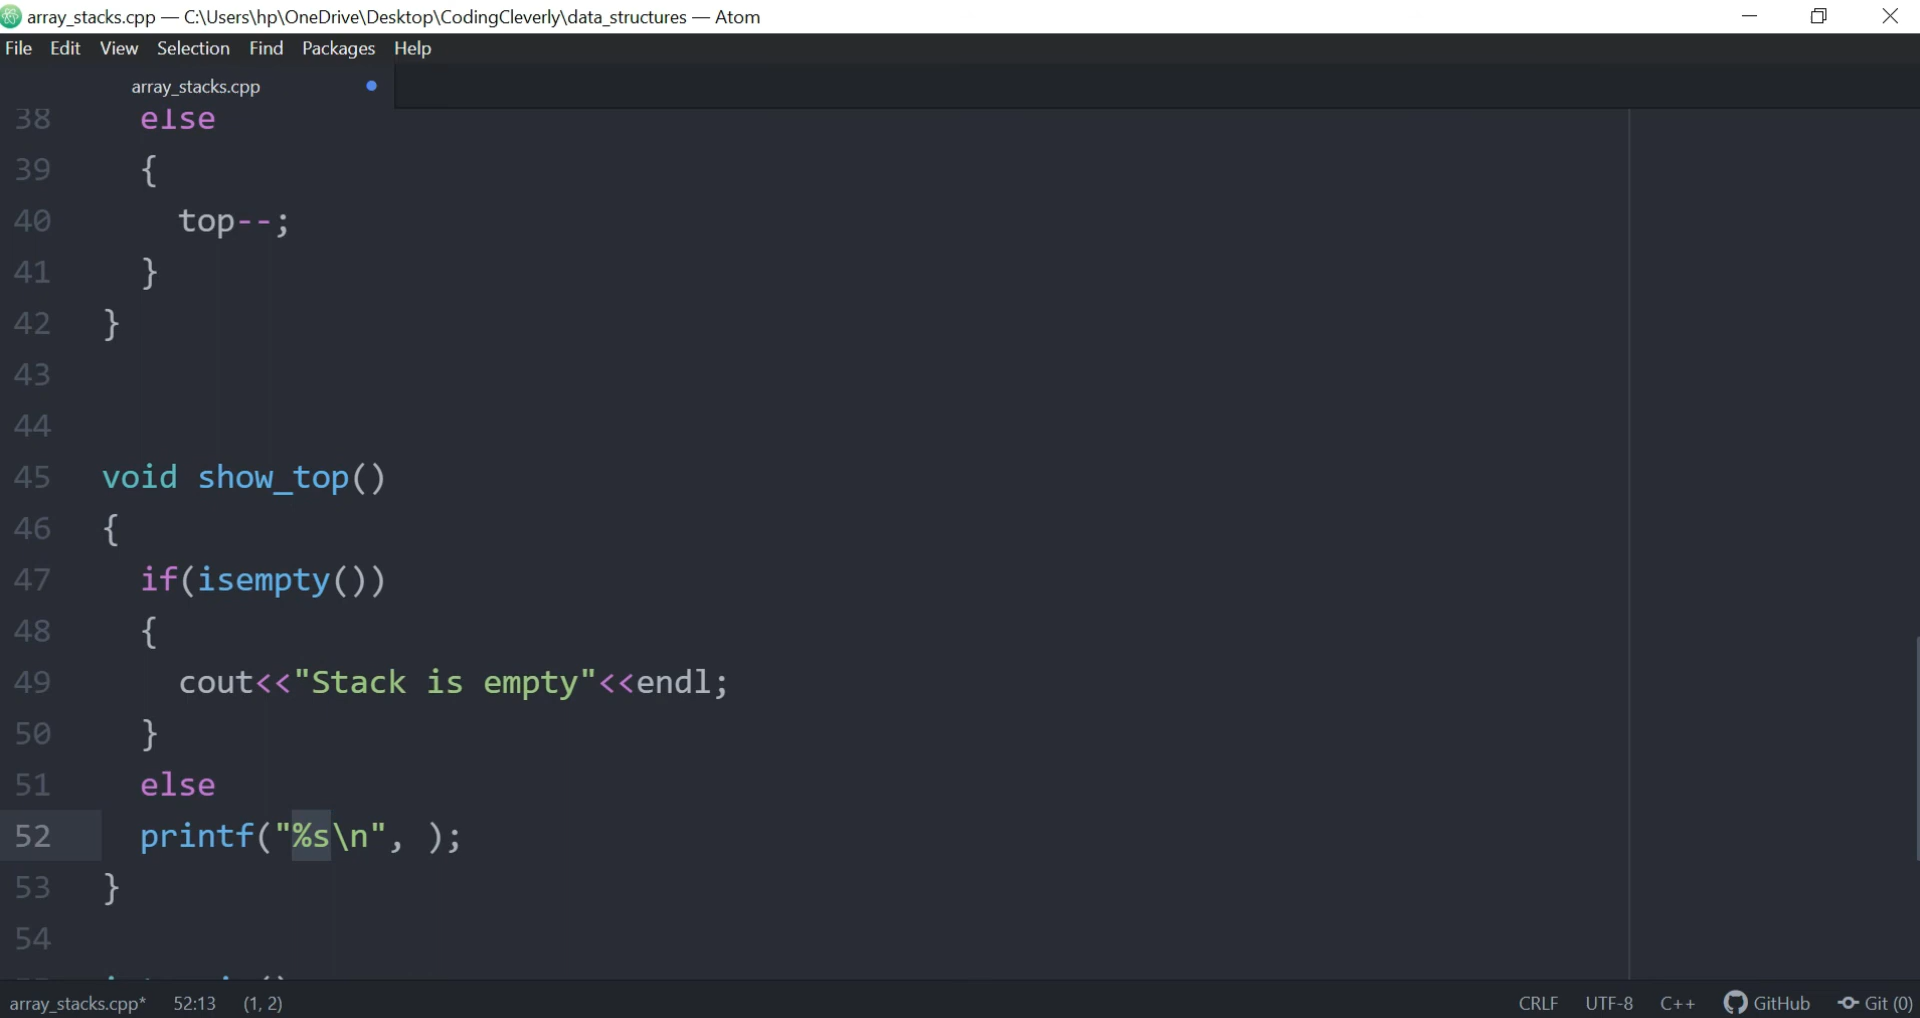 array_stacks.cpp — C:\Users\hp\OneDrive\Desktop\CodingCleverly\data_structures — Atom
File Edit View Selection Find Packages Help
array_stacks.cpp
38 else
39 {
40 top--;
41 }
42 }
43
44
45 void show_top()
46 {
47 if(isempty())
48 {
49 cout<<"Stack is empty"<<endl;
50 }
51 else
52 printf("%s\n", );
53 }
54
array_stacks.cpp* 52:13 (1, 2) CRLF UTF-8 C++ GitHub Git (0)